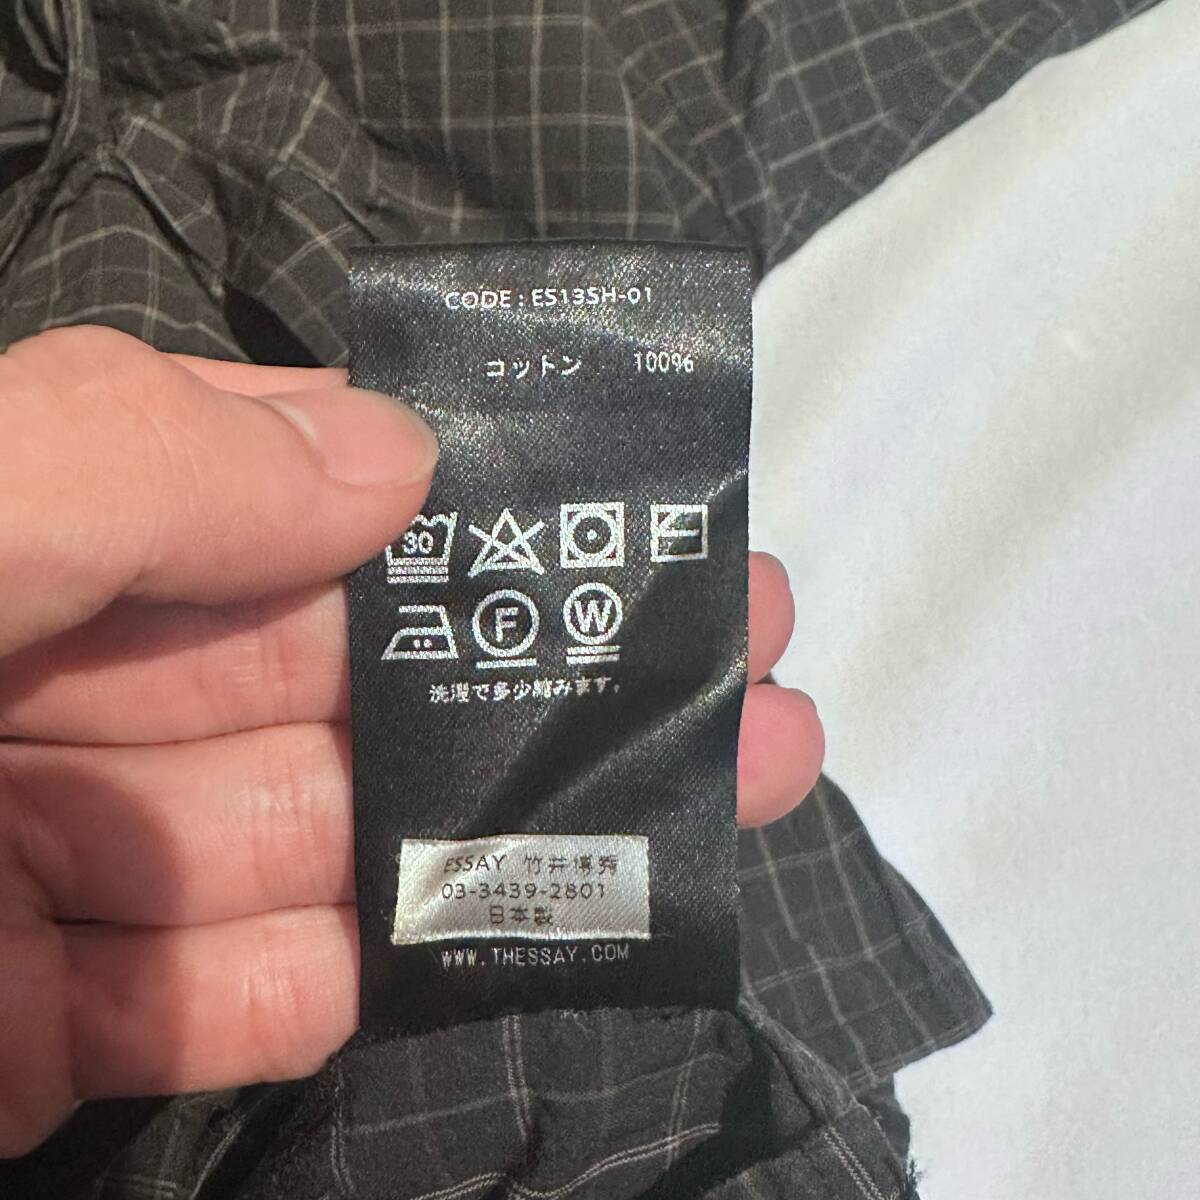 CODE : ES13SH-01
コットン 100%
30
F W
洗濯で多少縮みます。
ESSAY 竹井博秀
03-3439-2801
日本製
WWW.THESSAY.COM